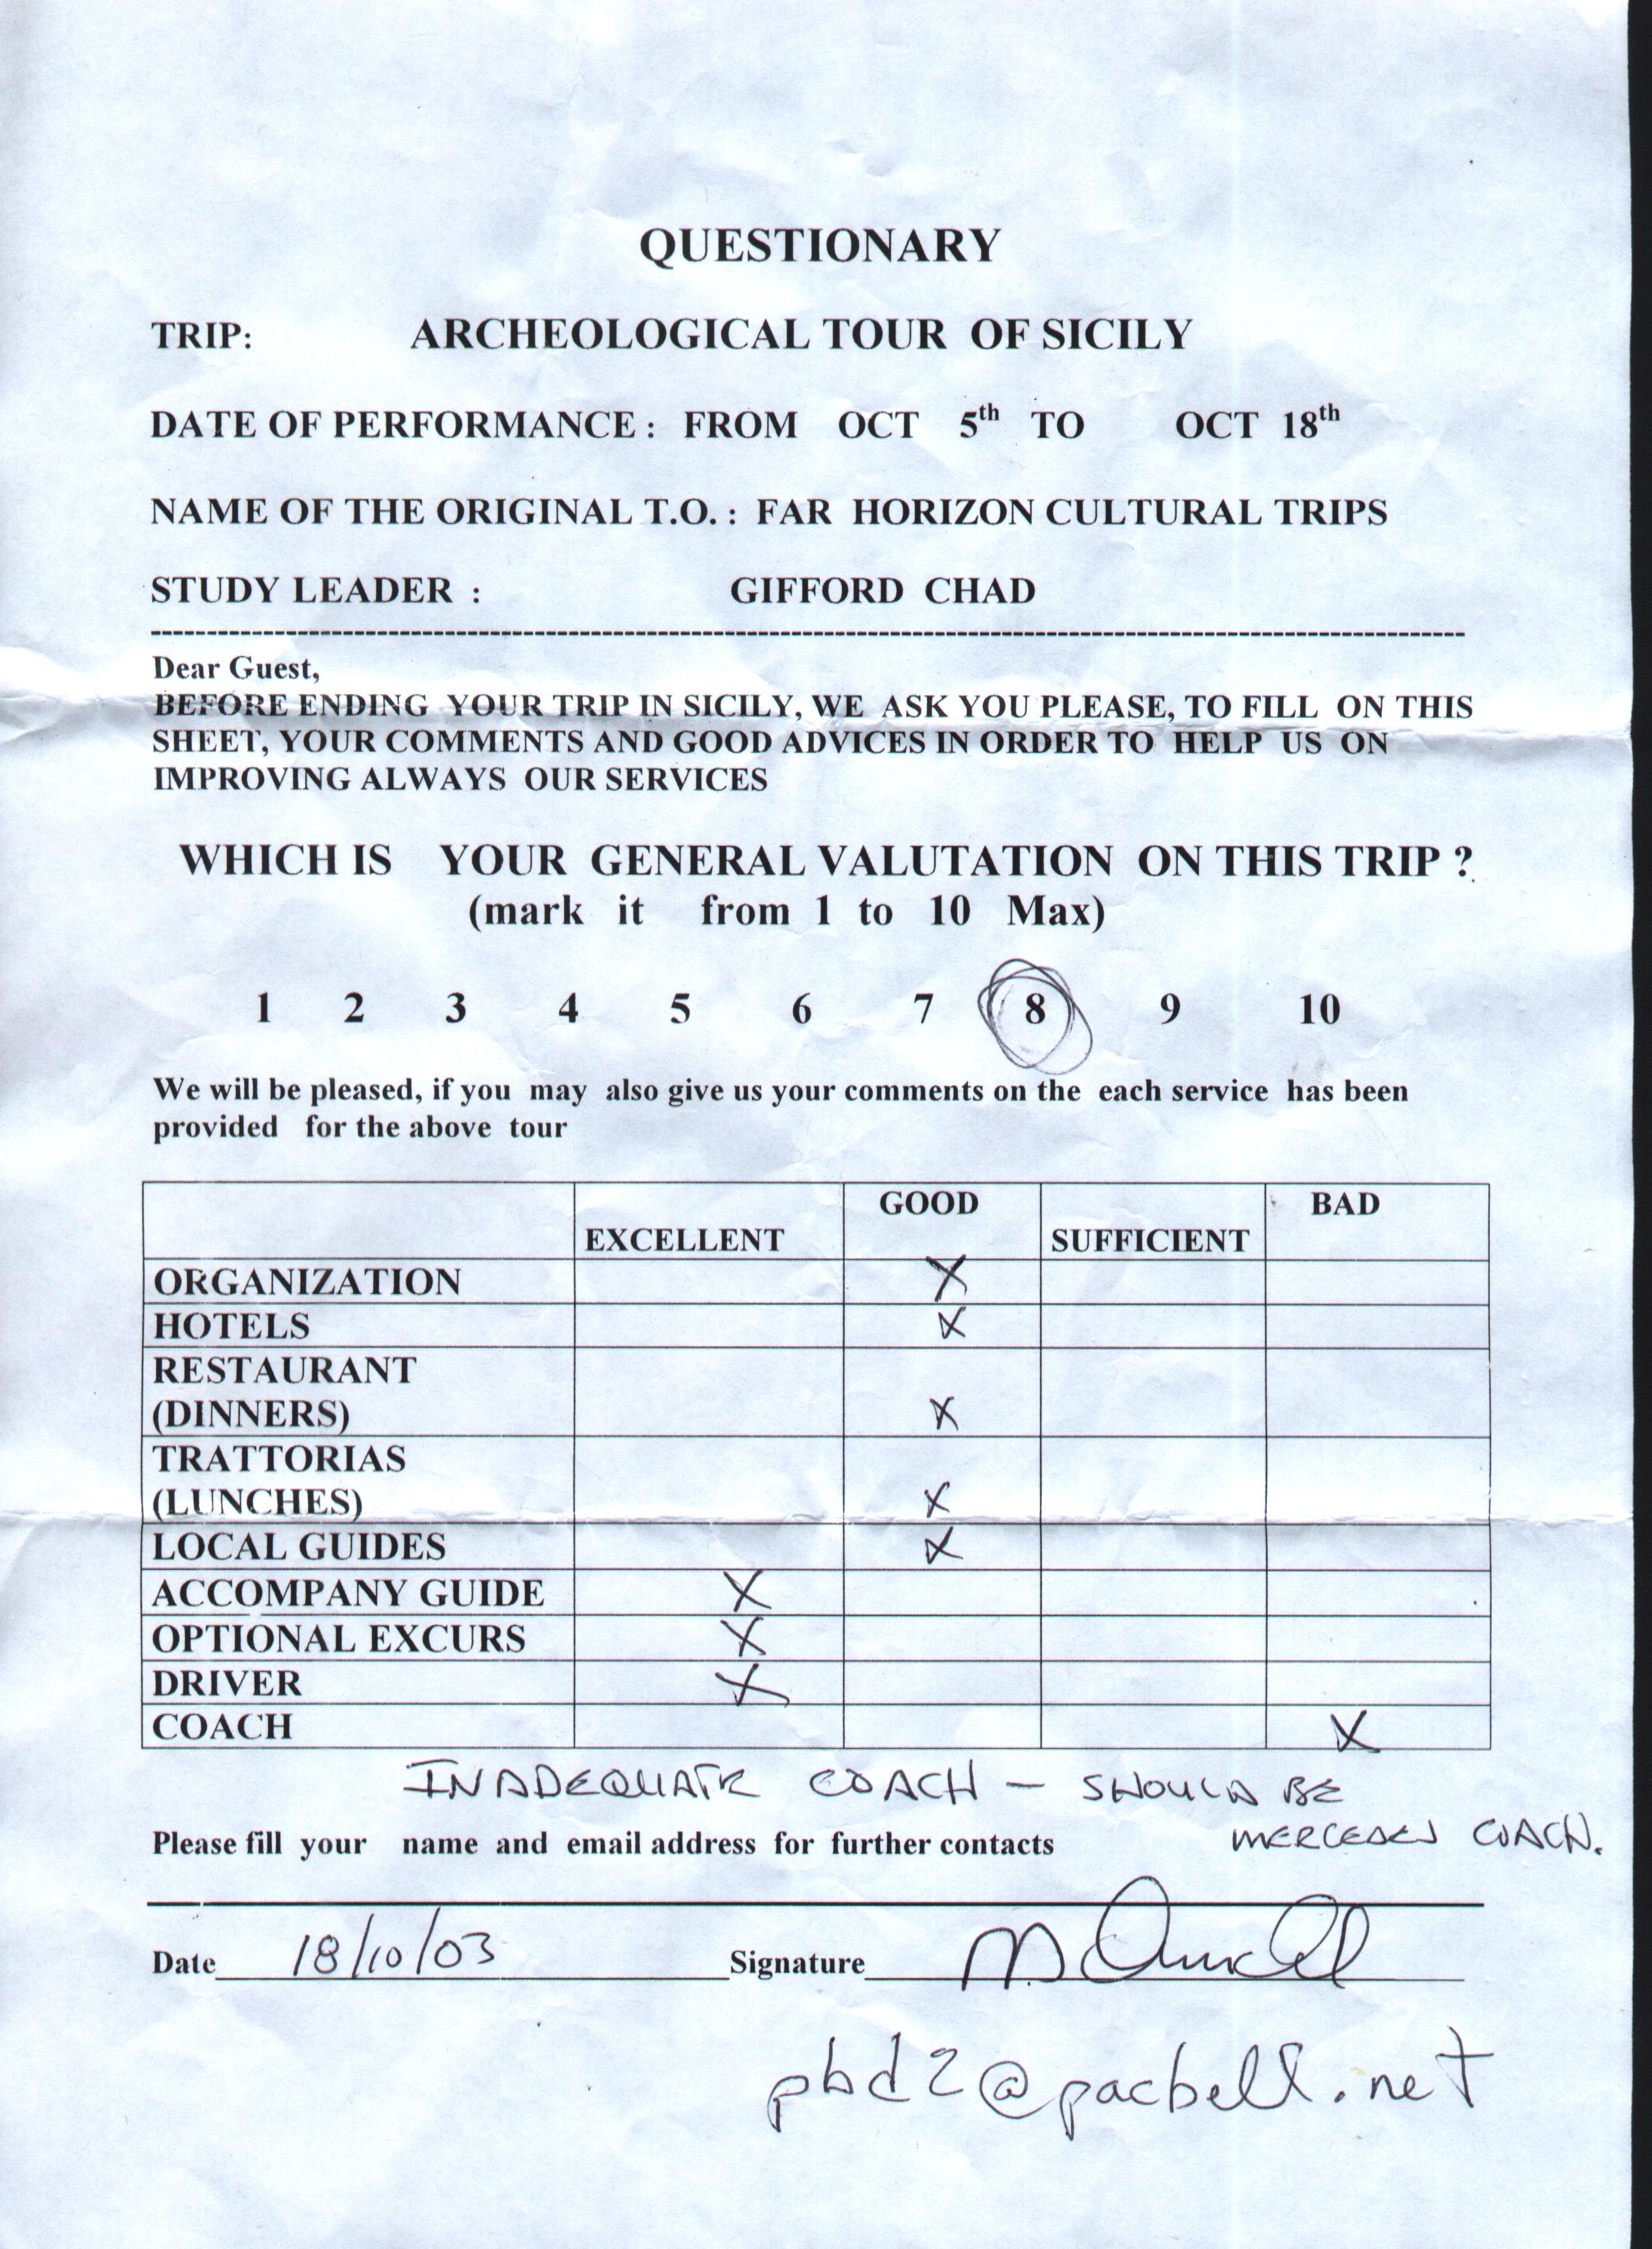 QUESTIONARY
TRIP: ARCHEOLOGICAL TOUR OF SICILY
DATE OF PERFORMANCE : FROM OCT 5th TO OCT 18th
NAME OF THE ORIGINAL T.O. : FAR HORIZON CULTURAL TRIPS
STUDY LEADER : GIFFORD CHAD
Dear Guest,
BEFORE ENDING YOUR TRIP IN SICILY, WE ASK YOU PLEASE, TO FILL ON THIS
SHEET, YOUR COMMENTS AND GOOD ADVICES IN ORDER TO HELP US ON
IMPROVING ALWAYS OUR SERVICES
WHICH IS YOUR GENERAL VALUTATION ON THIS TRIP ?
(mark it from 1 to 10 Max)
1 2 3 4 5 6 7 8 9 10
We will be pleased, if you may also give us your comments on the each service has been
provided for the above tour
GOOD BAD
EXCELLENT SUFFICIENT
ORGANIZATION X
HOTELS X
RESTAURANT
(DINNERS) X
TRATTORIAS
(LUNCHES) X
LOCAL GUIDES X
ACCOMPANY GUIDE X
OPTIONAL EXCURS X
DRIVER X
COACH X
INADEQUATE COACH – SHOULD BE
MERCEDES COACH.
Please fill your name and email address for further contacts
Date 18/10/03 Signature M
pbd2@pacbell.net